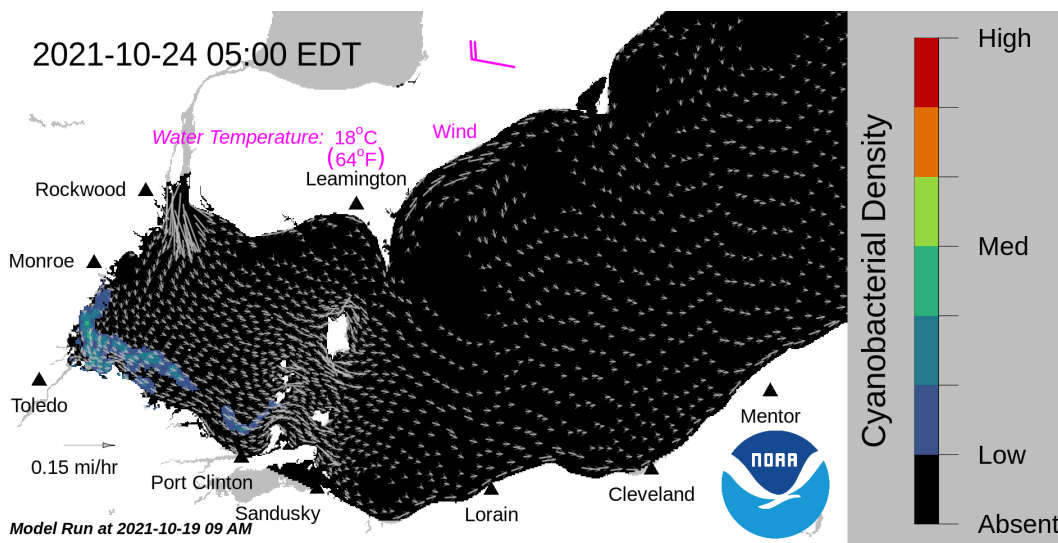 2021-10-24 05:00 EDT
Water Temperature: 18°C
(64°F)
Wind
Leamington
Rockwood
Monroe
Toledo
0.15 mi/hr
Port Clinton
Sandusky
Lorain
Cleveland
Mentor
NOAA
Model Run at 2021-10-19 09 AM
Cyanobacterial Density
High
Med
Low
Absent